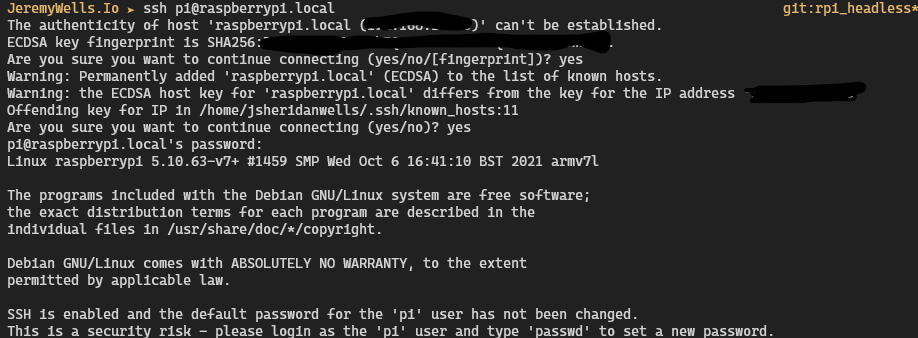 JeremyWells.Io ➤ ssh pi@raspberrypi.local git:rpi_headless*
The authenticity of host 'raspberrypi.local ( )' can't be established.
ECDSA key fingerprint is SHA256: .
Are you sure you want to continue connecting (yes/no/[fingerprint])? yes
Warning: Permanently added 'raspberrypi.local' (ECDSA) to the list of known hosts.
Warning: the ECDSA host key for 'raspberrypi.local' differs from the key for the IP address
Offending key for IP in /home/jsheridanwells/.ssh/known_hosts:11
Are you sure you want to continue connecting (yes/no)? yes
pi@raspberrypi.local's password:
Linux raspberrypi 5.10.63-v7+ #1459 SMP Wed Oct 6 16:41:10 BST 2021 armv7l
The programs included with the Debian GNU/Linux system are free software;
the exact distribution terms for each program are described in the
individual files in /usr/share/doc/*/copyright.
Debian GNU/Linux comes with ABSOLUTELY NO WARRANTY, to the extent
permitted by applicable law.
SSH is enabled and the default password for the 'pi' user has not been changed.
This is a security risk - please login as the 'pi' user and type 'passwd' to set a new password.